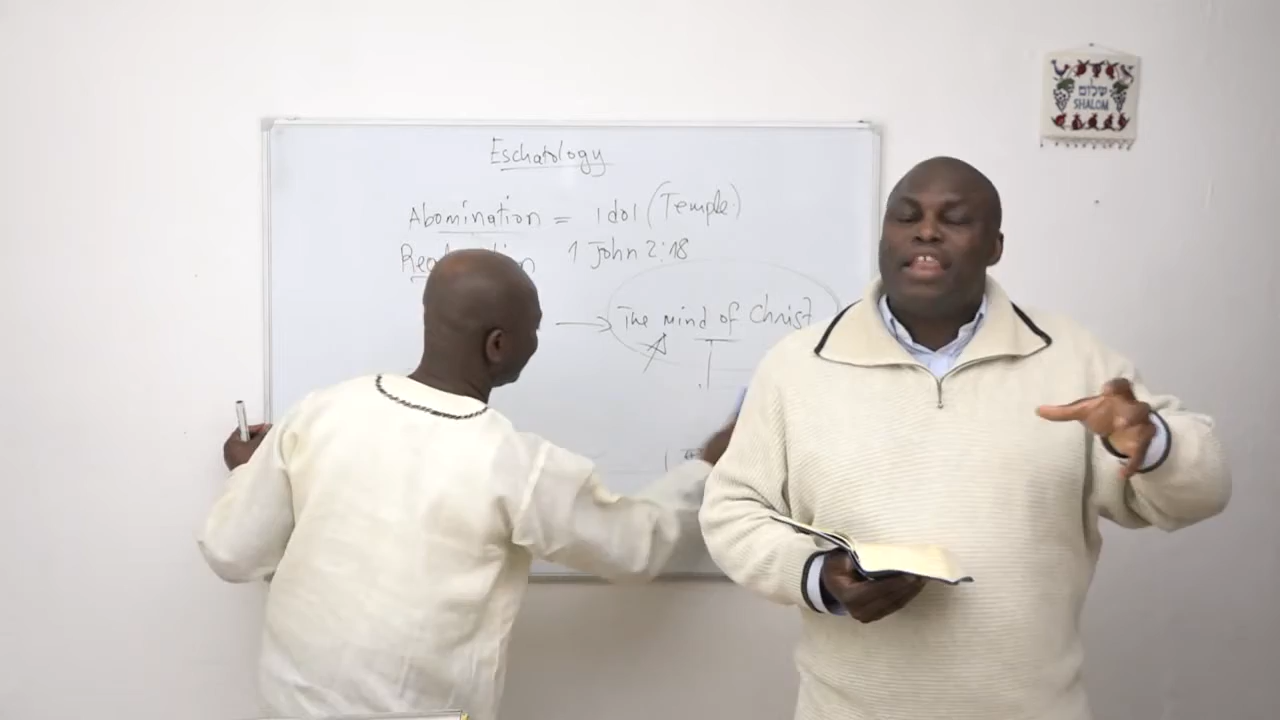 Eschatology
Abomination = Idol (Temple)
1 John 2:18
The mind of Christ
שלום
SHALOM